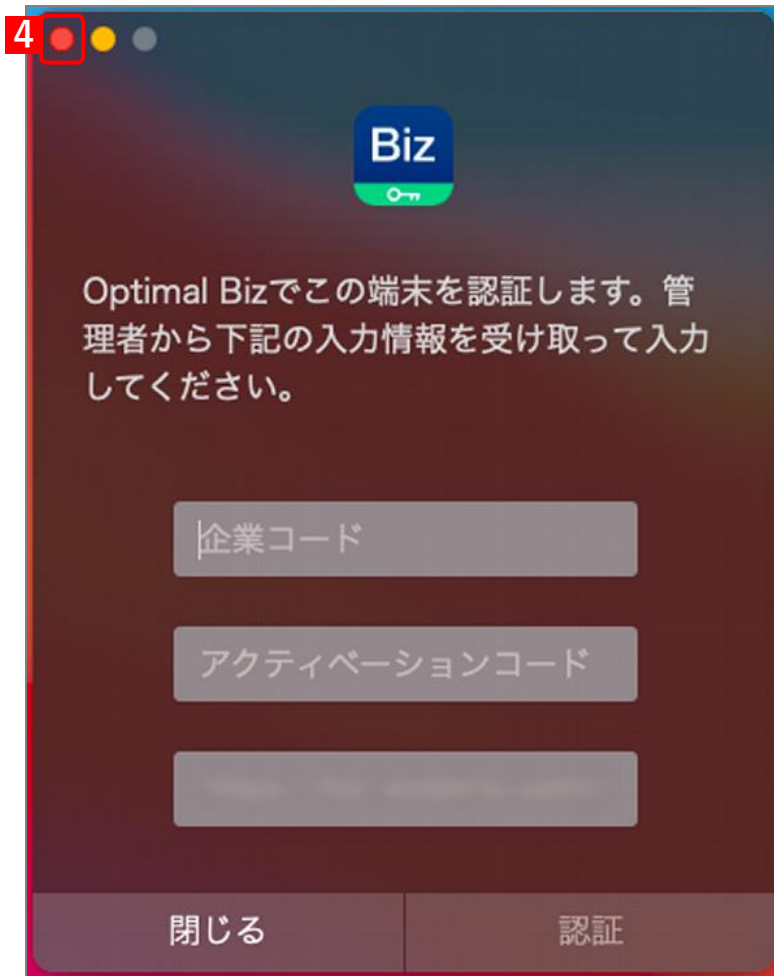 4
Biz
Optimal Bizでこの端末を認証します。管
理者から下記の入力情報を受け取って入力
してください。
企業コード
アクティベーションコード
閉じる
認証